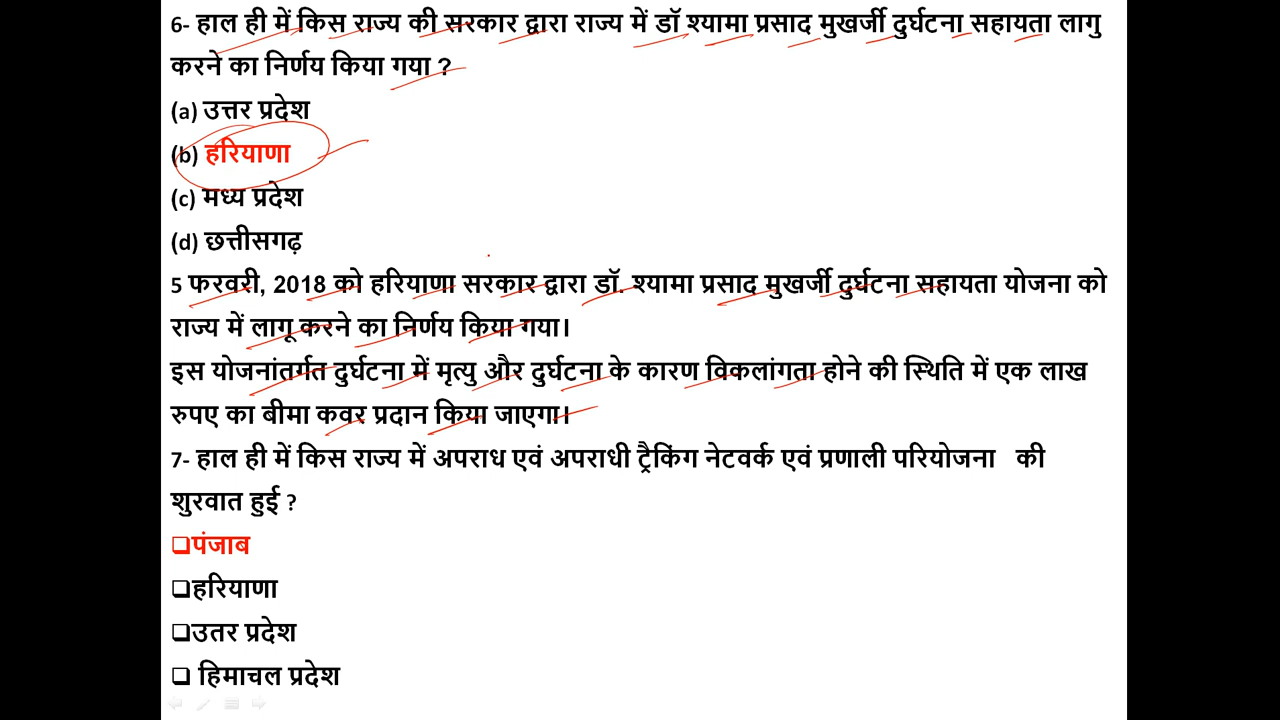 6- हाल ही में किस राज्य की सरकार द्वारा राज्य में डॉ श्यामा प्रसाद मुखर्जी दुर्घटना सहायता लागु
करने का निर्णय किया गया ?
(a) उत्तर प्रदेश
(b) हरियाणा
(c) मध्य प्रदेश
(d) छत्तीसगढ़
5 फरवरी, 2018 को हरियाणा सरकार द्वारा डॉ. श्यामा प्रसाद मुखर्जी दुर्घटना सहायता योजना को
राज्य में लागू करने का निर्णय किया गया।
इस योजनांतर्गत दुर्घटना में मृत्यु और दुर्घटना के कारण विकलांगता होने की स्थिति में एक लाख
रुपए का बीमा कवर प्रदान किया जाएगा।
7- हाल ही में किस राज्य में अपराध एवं अपराधी ट्रैकिंग नेटवर्क एवं प्रणाली परियोजना की
शुरवात हुई ?
❑पंजाब
❑हरियाणा
❑उतर प्रदेश
❑ हिमाचल प्रदेश